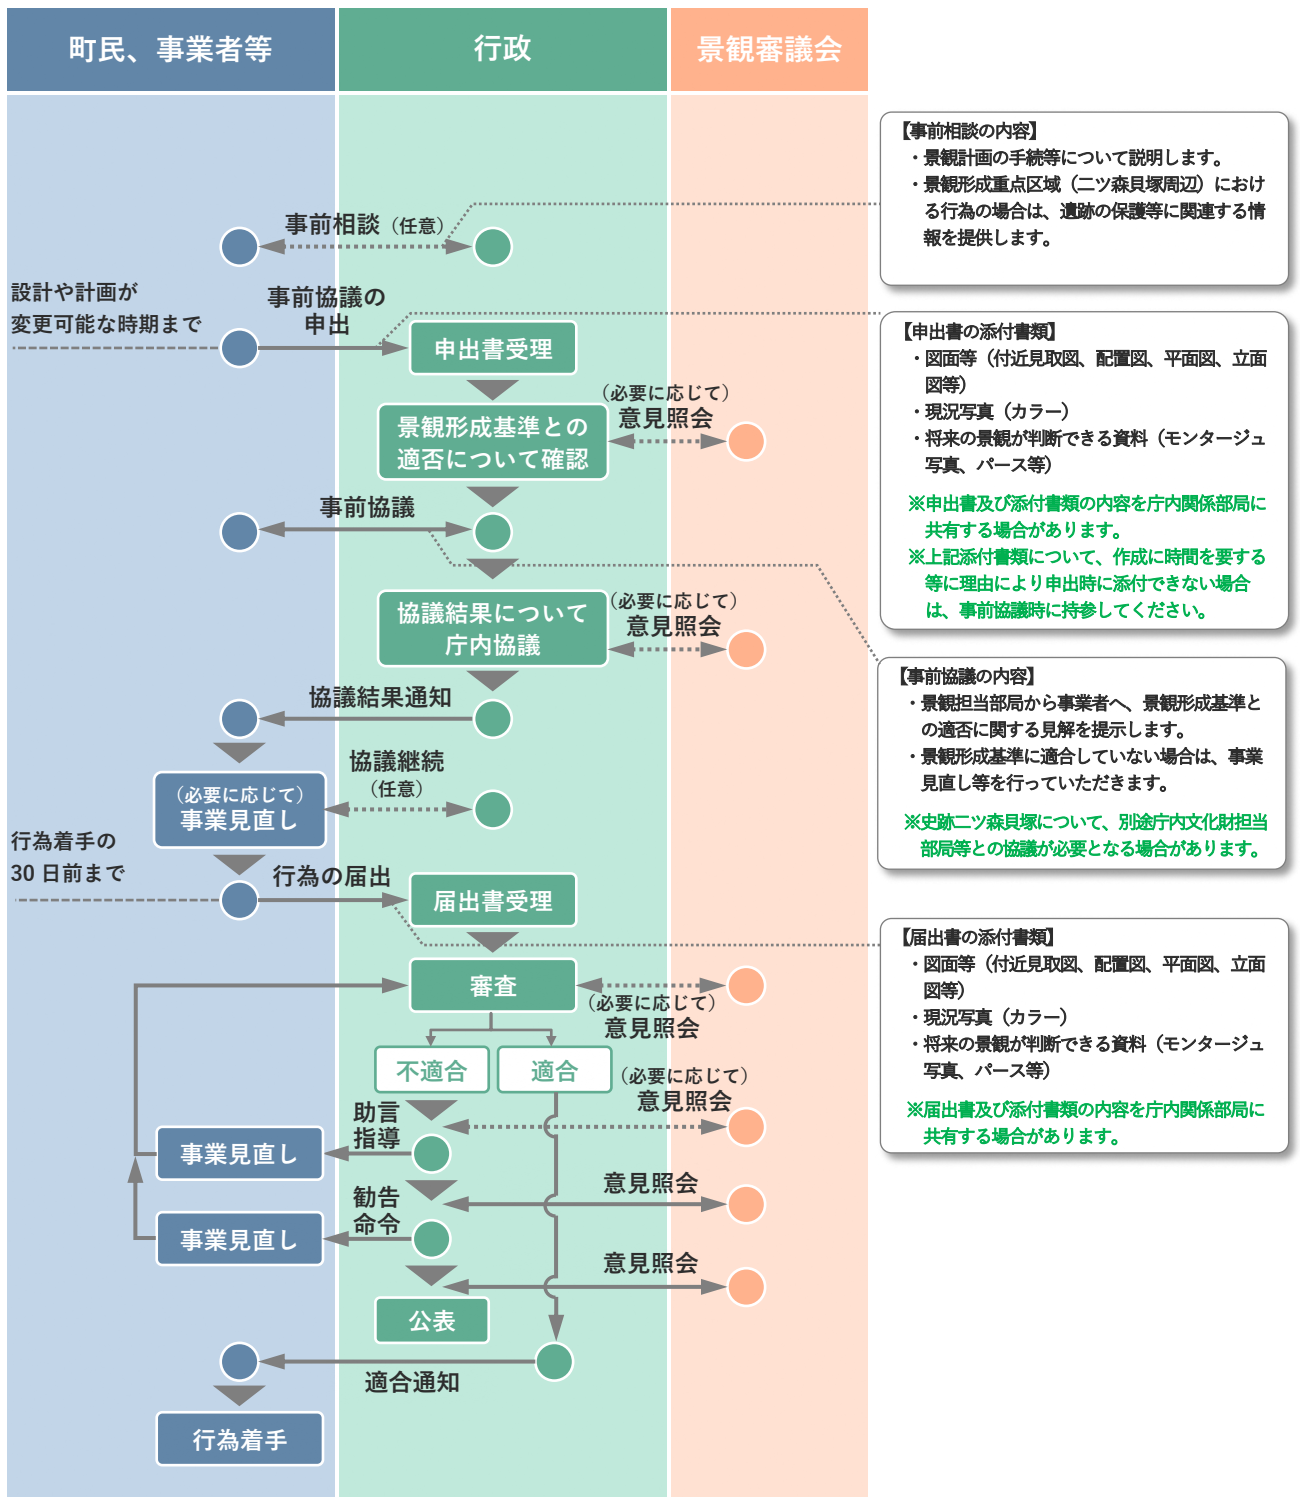 町民、事業者等
行政
景観審議会
事前相談（任意）
設計や計画が
変更可能な時期まで
事前協議の
申出
申出書受理
景観形成基準との
適否について確認
（必要に応じて）
意見照会
事前協議
協議結果について
庁内協議
（必要に応じて）
意見照会
協議結果通知
協議継続
（任意）
（必要に応じて）
事業見直し
行為着手の
30 日前まで
行為の届出
届出書受理
審査
（必要に応じて）
意見照会
不適合
適合
（必要に応じて）
意見照会
助言
指導
事業見直し
意見照会
勧告
命令
事業見直し
意見照会
公表
適合通知
行為着手
【事前相談の内容】
・景観計画の手続等について説明します。
・景観形成重点区域（二ツ森貝塚周辺）におけ
る行為の場合は、遺跡の保護等に関連する情
報を提供します。
【申出書の添付書類】
・図面等（付近見取図、配置図、平面図、立面
図等）
・現況写真（カラー）
・将来の景観が判断できる資料（モンタージュ
写真、パース等）
※申出書及び添付書類の内容を庁内関係部局に
共有する場合があります。
※上記添付書類について、作成に時間を要する
等に理由により申出時に添付できない場合
は、事前協議時に持参してください。
【事前協議の内容】
・景観担当部局から事業者へ、景観形成基準と
の適否に関する見解を提示します。
・景観形成基準に適合していない場合は、事業
見直し等を行っていただきます。
※史跡二ツ森貝塚について、別途庁内文化財担当
部局等との協議が必要となる場合があります。
【届出書の添付書類】
・図面等（付近見取図、配置図、平面図、立面
図等）
・現況写真（カラー）
・将来の景観が判断できる資料（モンタージュ
写真、パース等）
※届出書及び添付書類の内容を庁内関係部局に
共有する場合があります。